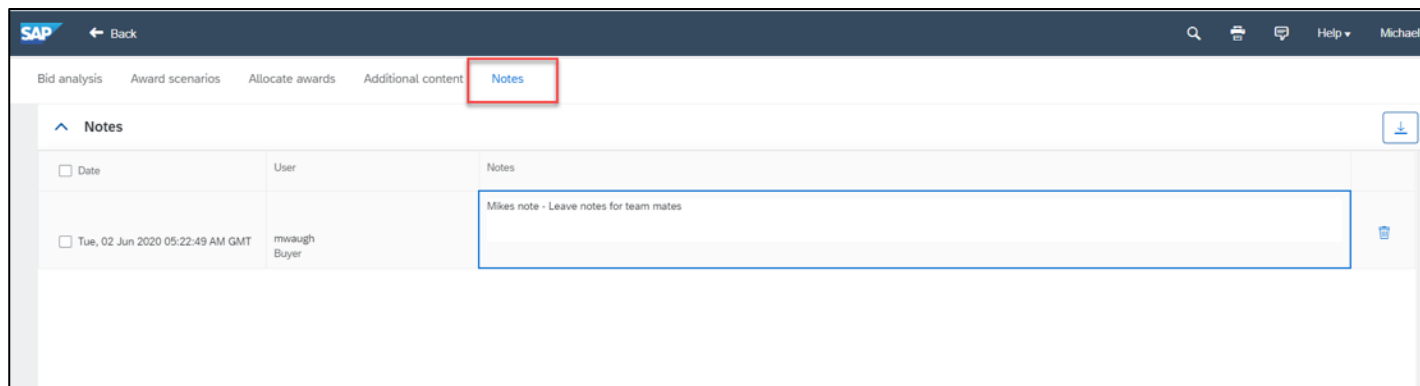 SAP Back Help Michael
Bid analysis Award scenarios Allocate awards Additional content Notes
Notes
Date User Notes
Mikes note - Leave notes for team mates
Tue, 02 Jun 2020 05:22:49 AM GMT mwaugh
Buyer